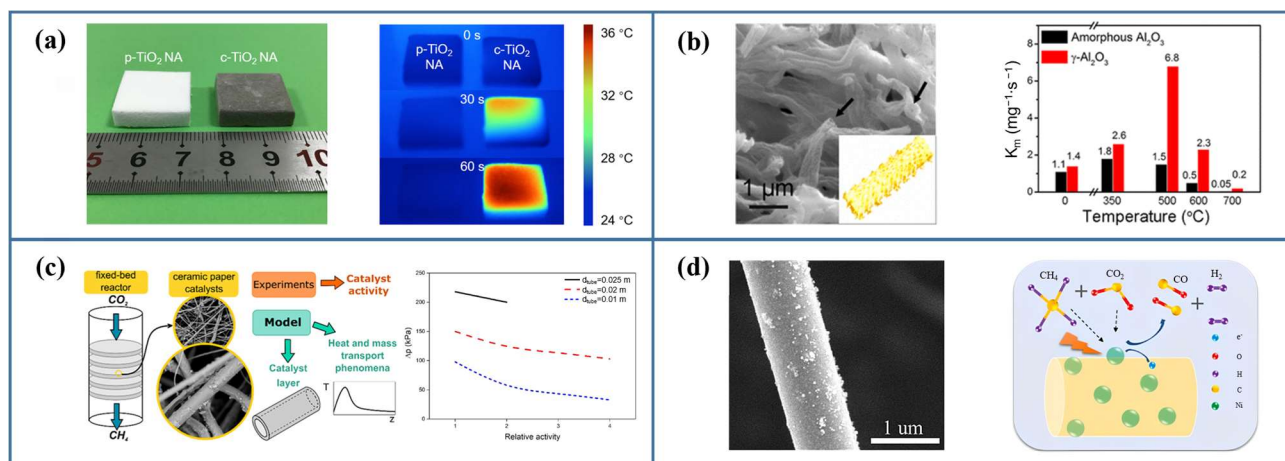 (a)
p-TiO2 NA
c-TiO2 NA
5 6 7 8 9 10
0 s
p-TiO2
NA
c-TiO2
NA
30 s
60 s
36 °C
32 °C
28 °C
24 °C
(b)
1 μm
Amorphous Al2O3
γ-Al2O3
Km (mg⁻¹·s⁻¹)
8
6
4
2
0
1.1
1.4
1.8
2.6
1.5
6.8
0.5
2.3
0.05
0.2
0 350 500 600 700
Temperature (°C)
(c)
fixed-bed
reactor
CO2
CH4
ceramic paper
catalysts
Experiments
Catalyst
activity
Model
Heat and mass
transport
phenomena
Catalyst
layer
T
Z
Δp (kPa)
250
200
150
100
50
0
dtube=0.025 m
dtube=0.02 m
dtube=0.01 m
1 2 3 4
Relative activity
(d)
1 um
CH4
+
CO2
CO
+
H2
e-
O
H
C
Ni